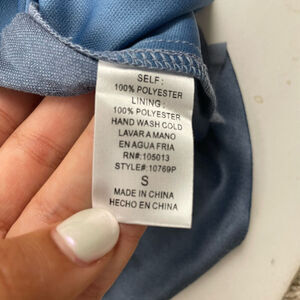 SELF:
100% POLYESTER
LINING:
100% POLYESTER
HAND WASH COLD
LAVAR A MANO
EN AGUA FRIA
RN#:105013
STYLE#:10769P
S
MADE IN CHINA
HECHO EN CHINA